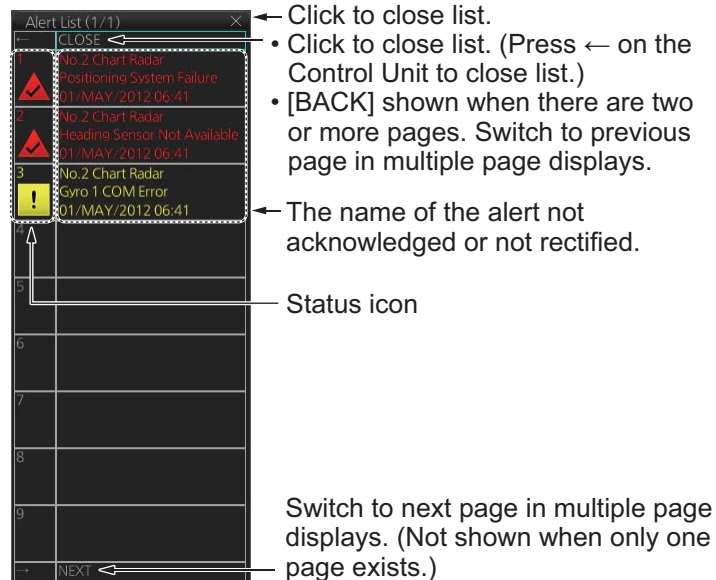 Alert List (1/1) ×
← CLOSE
1 No.2 Chart Radar
Positioning System Failure
01/MAY/2012 06:41
2 No.2 Chart Radar
Heading Sensor Not Available
01/MAY/2012 06:41
3 No.2 Chart Radar
! Gyro 1 COM Error
01/MAY/2012 06:41
4
5
6
7
8
9
→ NEXT
Click to close list.
• Click to close list. (Press ← on the
Control Unit to close list.)
• [BACK] shown when there are two
or more pages. Switch to previous
page in multiple page displays.
The name of the alert not
acknowledged or not rectified.
Status icon
Switch to next page in multiple page
displays. (Not shown when only one
page exists.)